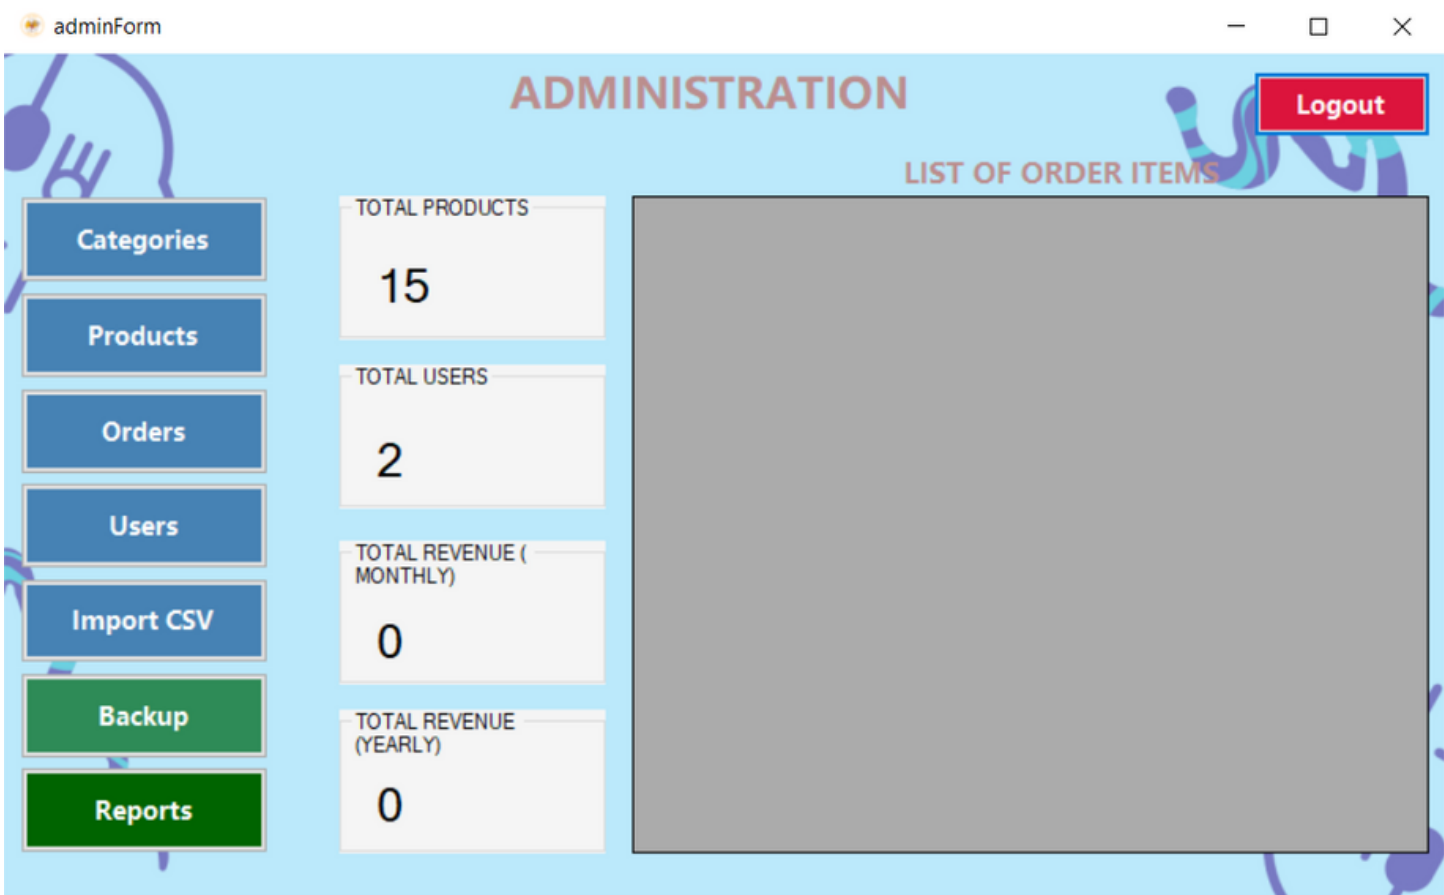 adminForm
ADMINISTRATION
Logout
LIST OF ORDER ITEMS
Categories
Products
Orders
Users
Import CSV
Backup
Reports
TOTAL PRODUCTS
15
TOTAL USERS
2
TOTAL REVENUE (
MONTHLY)
0
TOTAL REVENUE
(YEARLY)
0